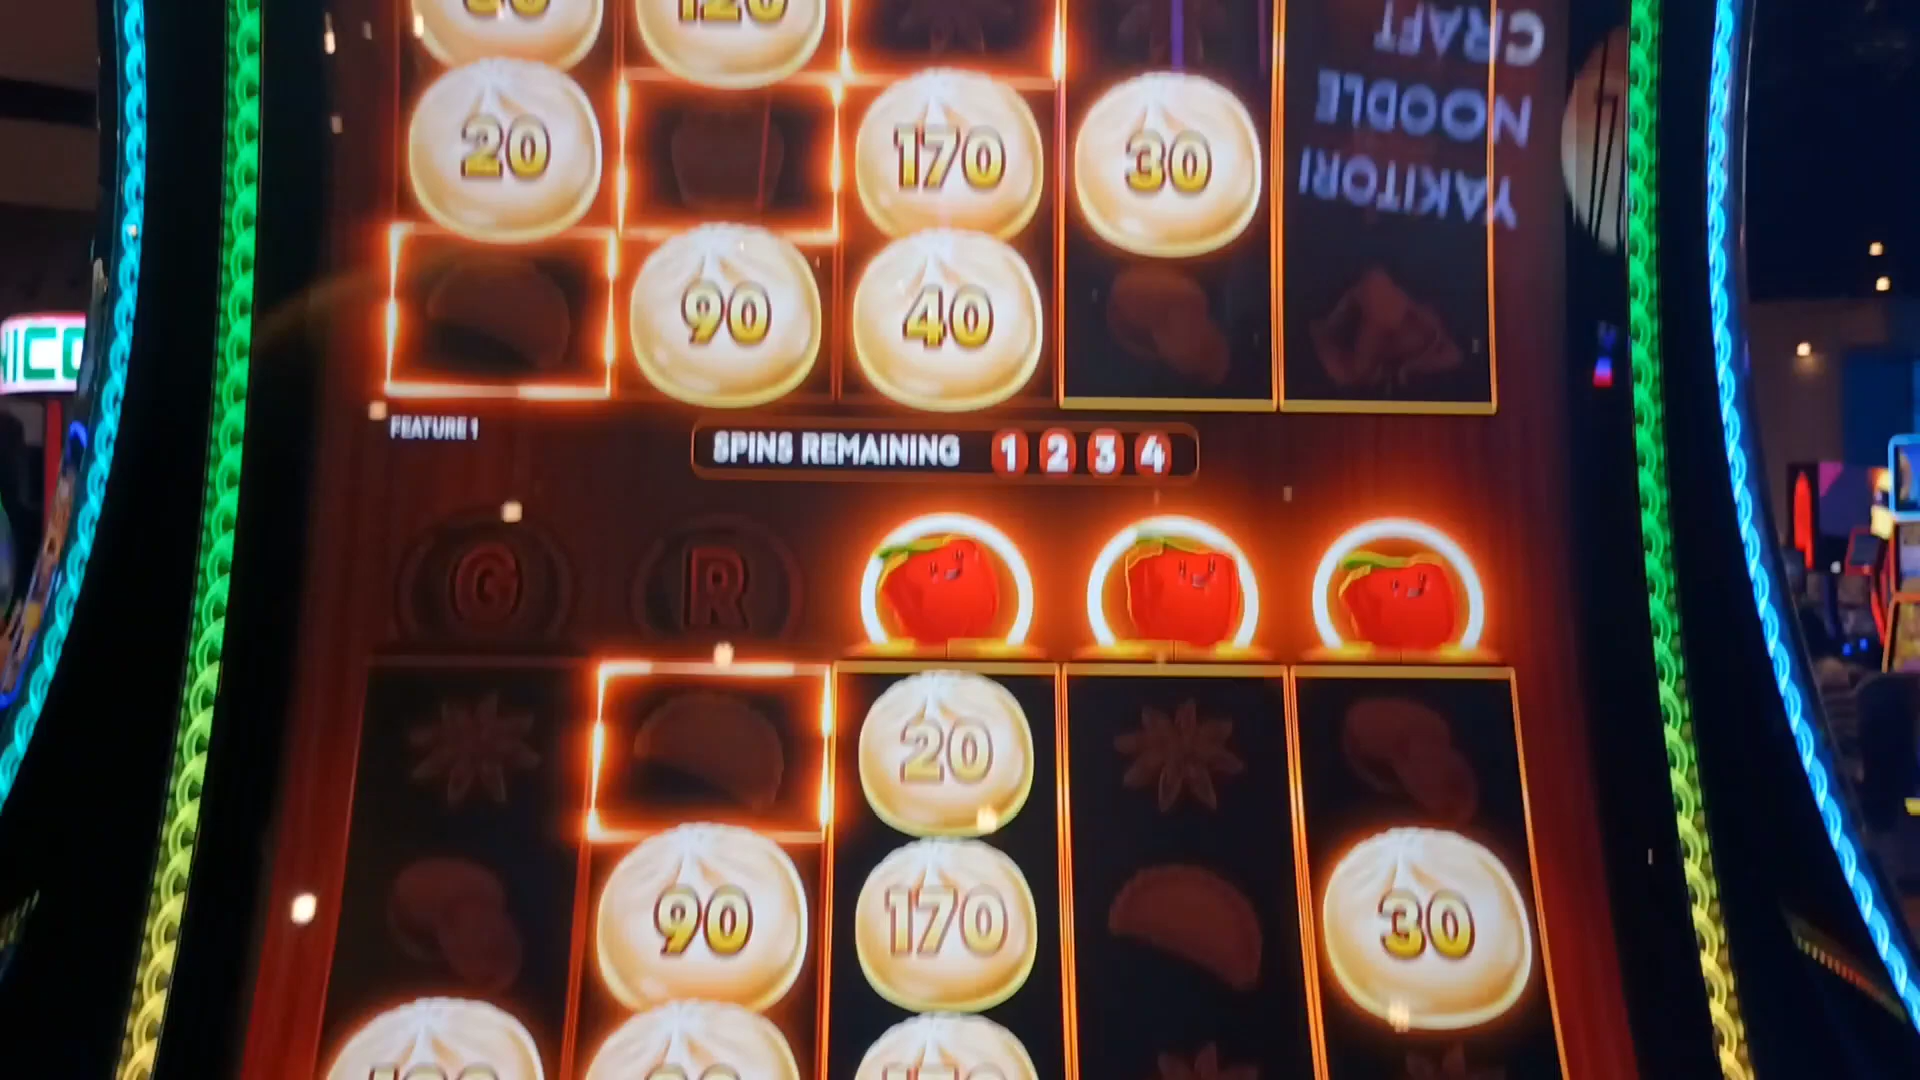 120
CRAFT
NOODLE
YAKITORI
20
170
30
90
40
FEATURE 1
SPINS REMAINING 1 2 3 4
G R
20
90
170
30